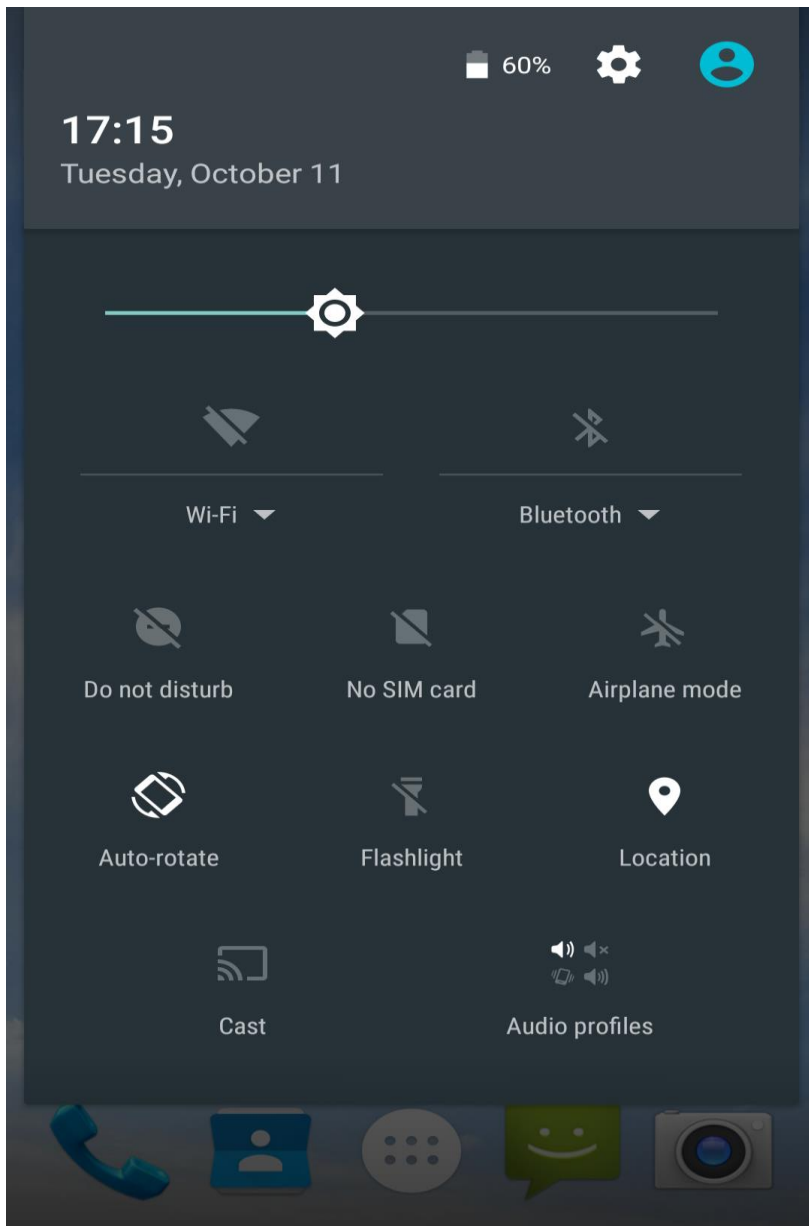 60%
17:15
Tuesday, October 11
Wi-Fi
Bluetooth
Do not disturb
No SIM card
Airplane mode
Auto-rotate
Flashlight
Location
Cast
Audio profiles